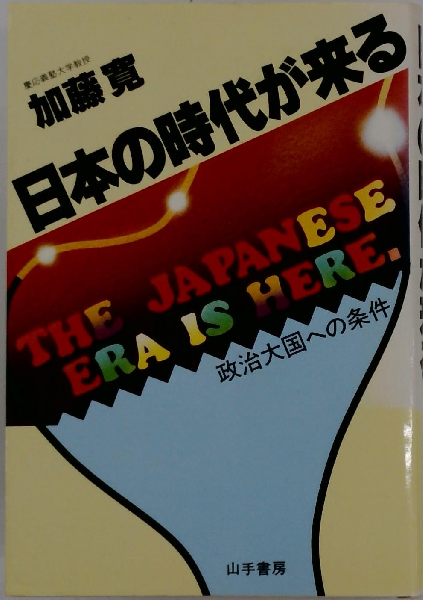 慶応義塾大学教授
加藤 寛
日本の時代が来る
THE JAPANESE
ERA IS HERE.
政治大国への条件
山手書房